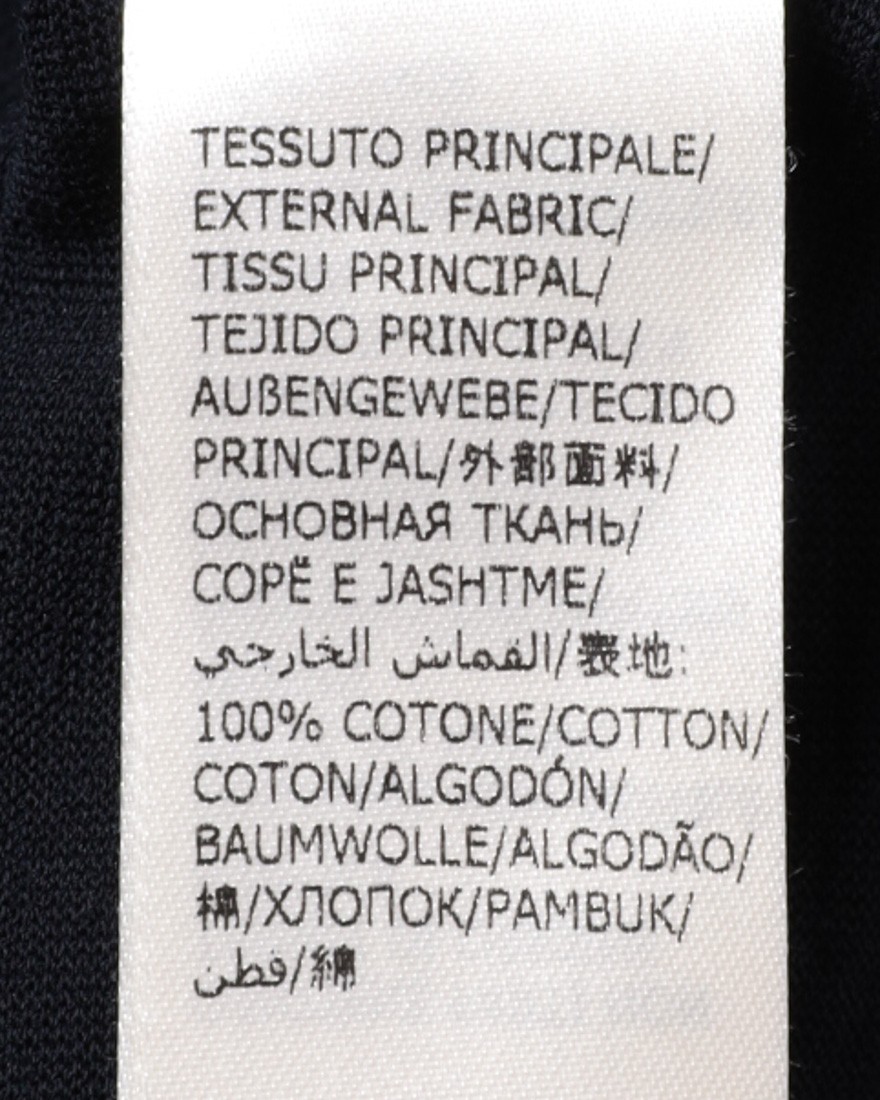 TESSUTO PRINCIPALE/
EXTERNAL FABRIC/
TISSU PRINCIPAL/
TEJIDO PRINCIPAL/
AUßENGEWEBE/TECIDO
PRINCIPAL/外部面料/
ОСНОВНАЯ ТКАНЬ/
COPË E JASHTME/
القماش الخارجي/表地:
100% COTONE/COTTON/
COTON/ALGODÓN/
BAUMWOLLE/ALGODÃO/
棉/ХЛОПОК/PAMBUK/
قطن/綿